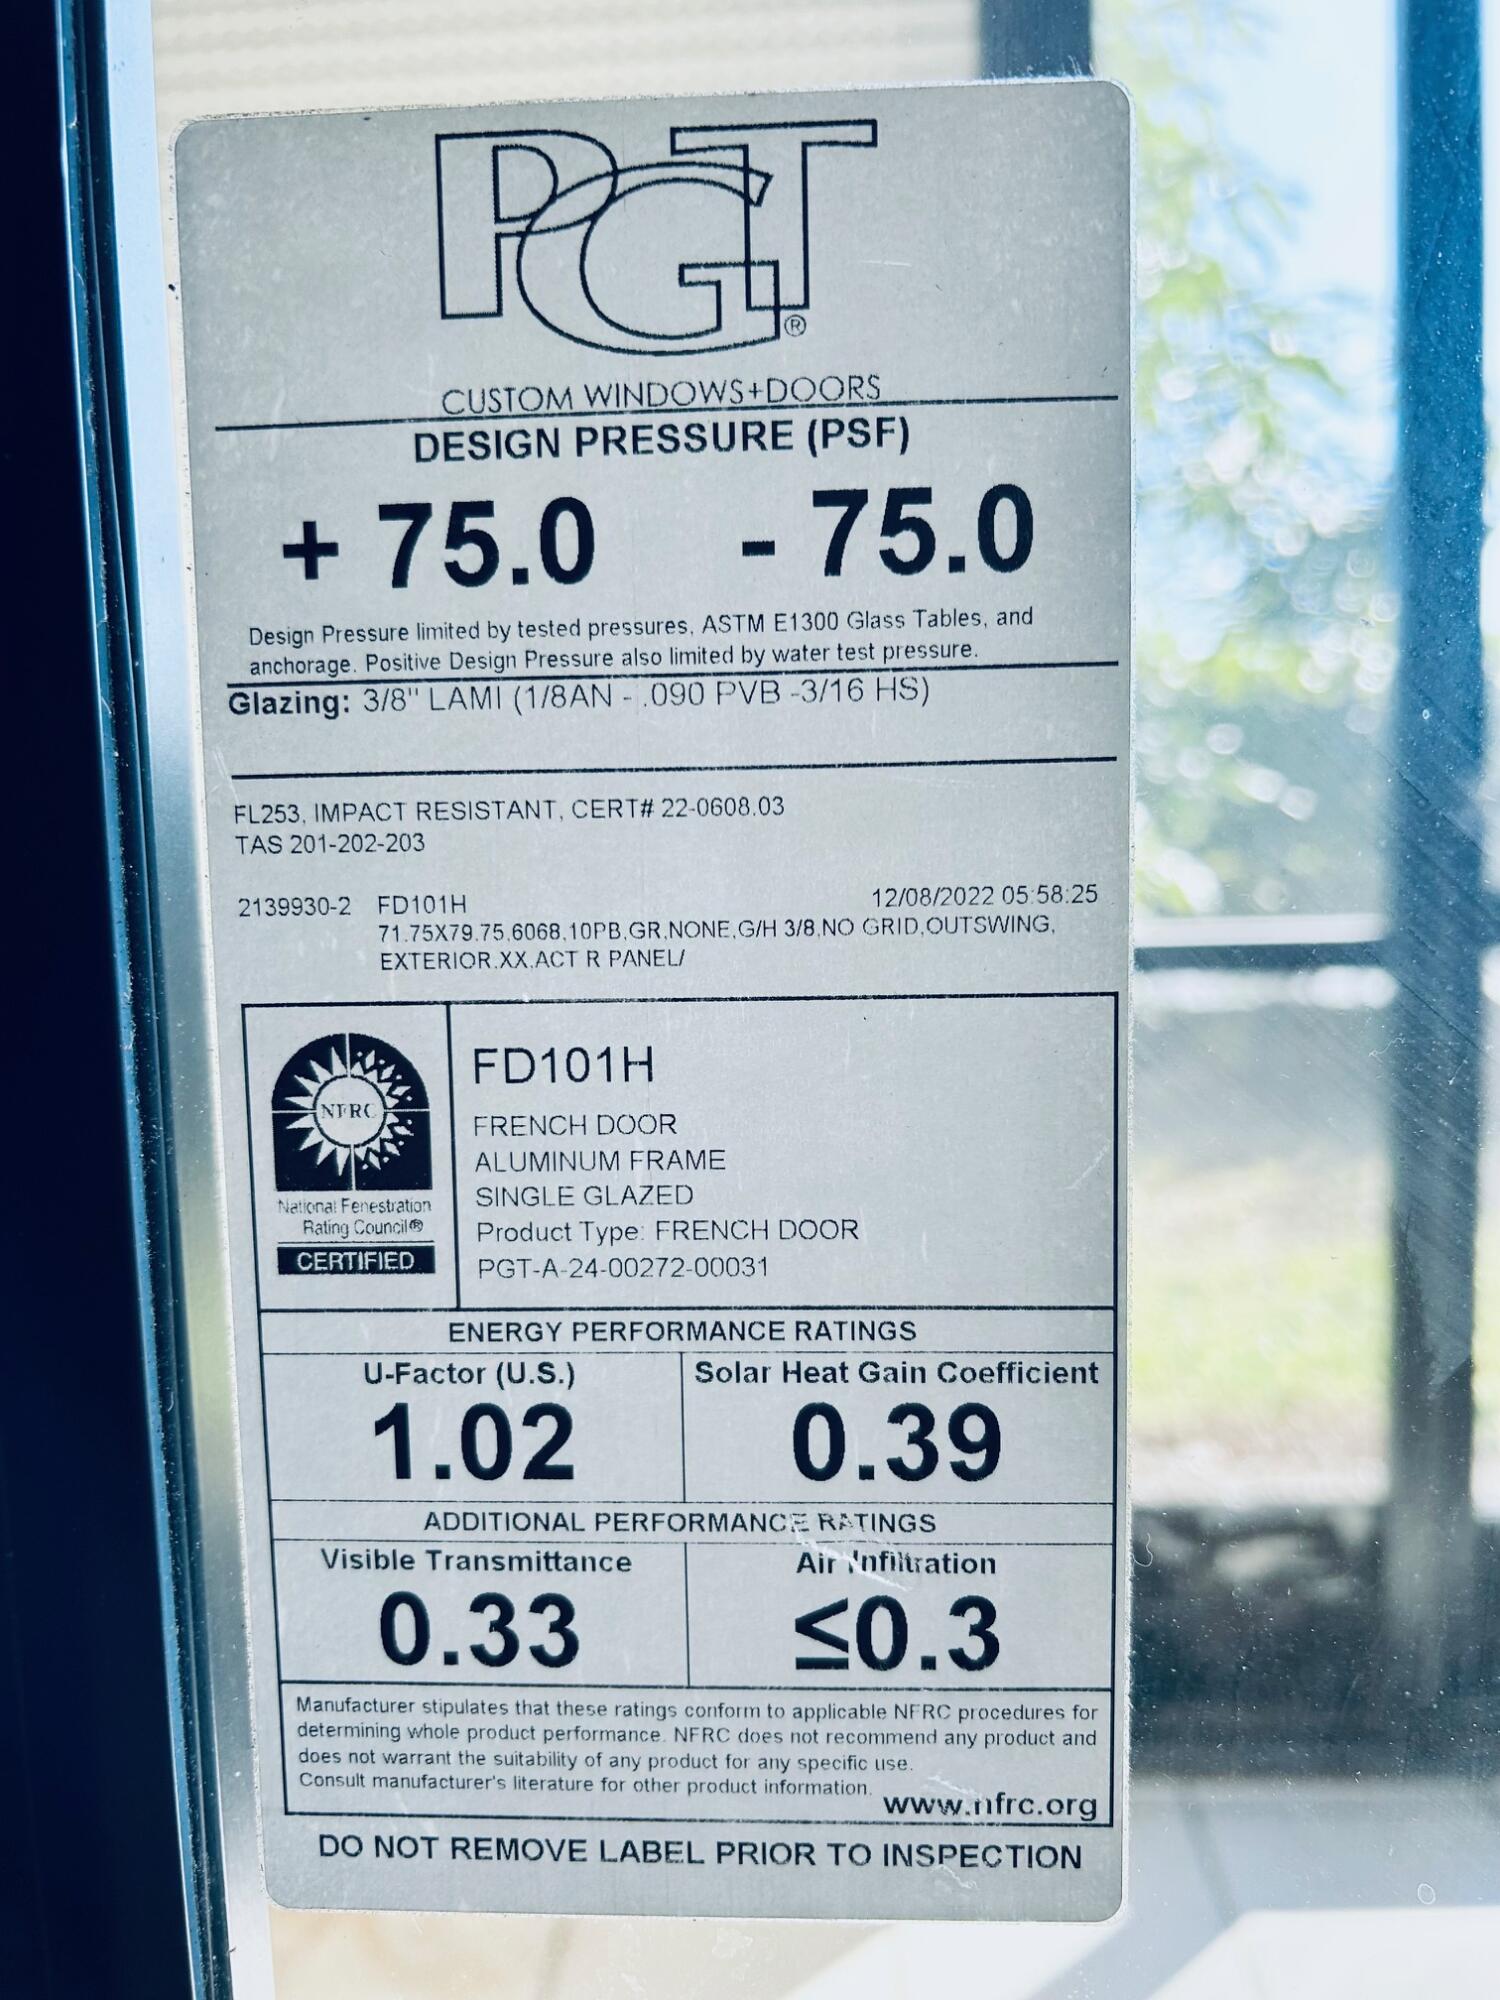 PGT®
CUSTOM WINDOWS+DOORS
DESIGN PRESSURE (PSF)
+ 75.0 - 75.0
Design Pressure limited by tested pressures, ASTM E1300 Glass Tables, and
anchorage. Positive Design Pressure also limited by water test pressure.
Glazing: 3/8" LAMI (1/8AN - .090 PVB -3/16 HS)
FL253, IMPACT RESISTANT, CERT# 22-0608.03
TAS 201-202-203
2139930-2 FD101H 12/08/2022 05:58:25
71.75X79.75,6068,10PB,GR,NONE,G/H 3/8,NO GRID,OUTSWING,
EXTERIOR,XX,ACT R PANEL/
NFRC
National Fenestration
Rating Council®
CERTIFIED
FD101H
FRENCH DOOR
ALUMINUM FRAME
SINGLE GLAZED
Product Type: FRENCH DOOR
PGT-A-24-00272-00031
ENERGY PERFORMANCE RATINGS
U-Factor (U.S.) Solar Heat Gain Coefficient
1.02 0.39
ADDITIONAL PERFORMANCE RATINGS
Visible Transmittance Air Infiltration
0.33 ≤0.3
Manufacturer stipulates that these ratings conform to applicable NFRC procedures for
determining whole product performance. NFRC does not recommend any product and
does not warrant the suitability of any product for any specific use.
Consult manufacturer's literature for other product information.
www.nfrc.org
DO NOT REMOVE LABEL PRIOR TO INSPECTION